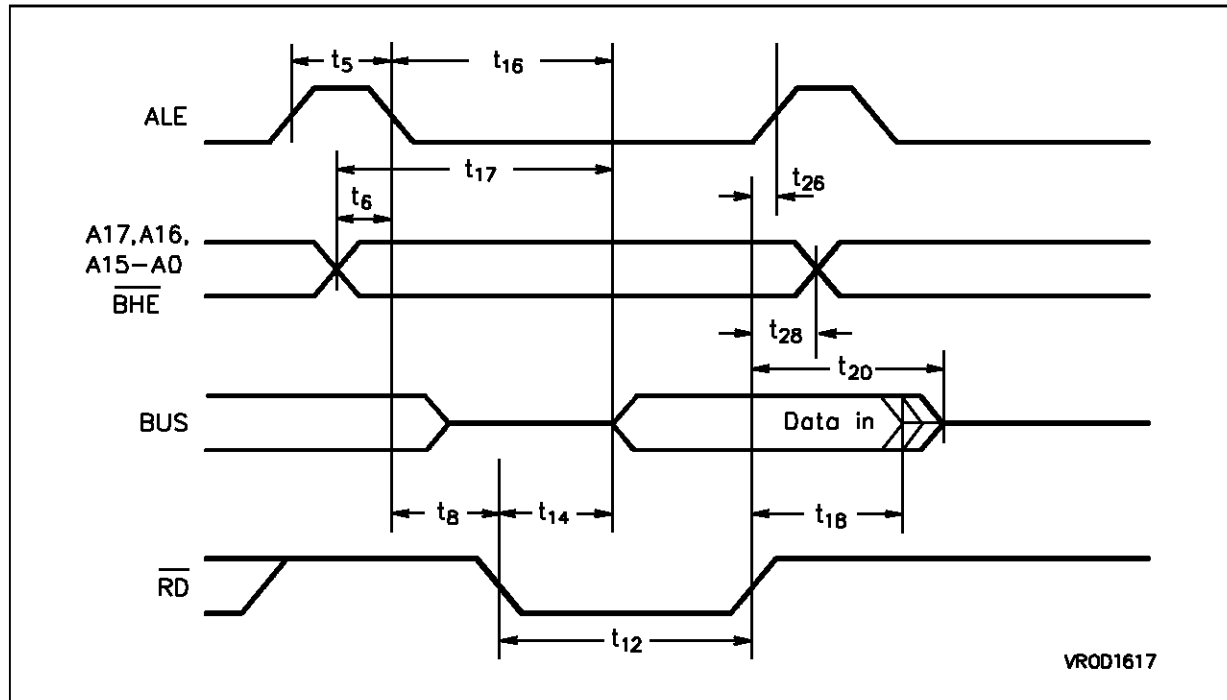 t5
t16
ALE
t17
t26
t6
A17,A16,
A15-A0
BHE
t28
t20
BUS
Data in
t8
t14
t18
RD
t12
VR0D1617